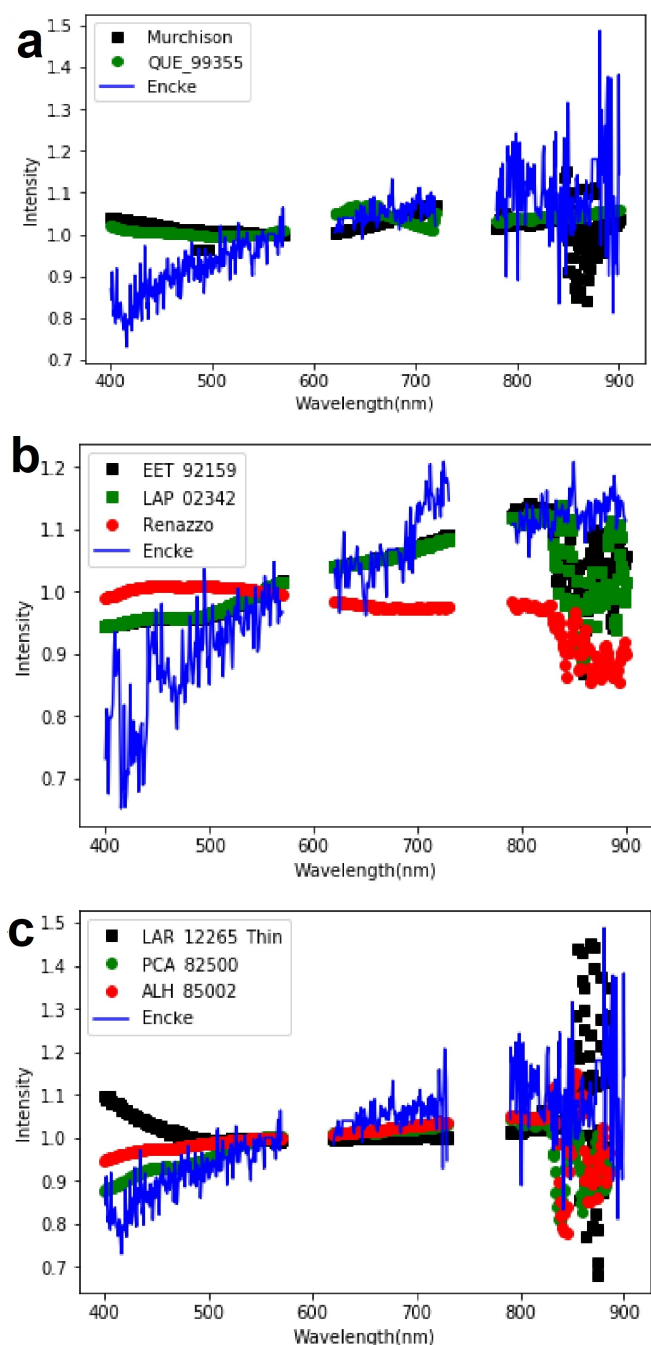 a
1.5
1.4
1.3
1.2
1.1
1.0
0.9
0.8
0.7
Intensity
Murchison
QUE_99355
Encke
400 500 600 700 800 900
Wavelength(nm)
b
1.2
1.1
1.0
0.9
0.8
0.7
Intensity
EET 92159
LAP 02342
Renazzo
Encke
400 500 600 700 800 900
Wavelength(nm)
c
1.5
1.4
1.3
1.2
1.1
1.0
0.9
0.8
0.7
Intensity
LAR 12265 Thin
PCA 82500
ALH 85002
Encke
400 500 600 700 800 900
Wavelength(nm)